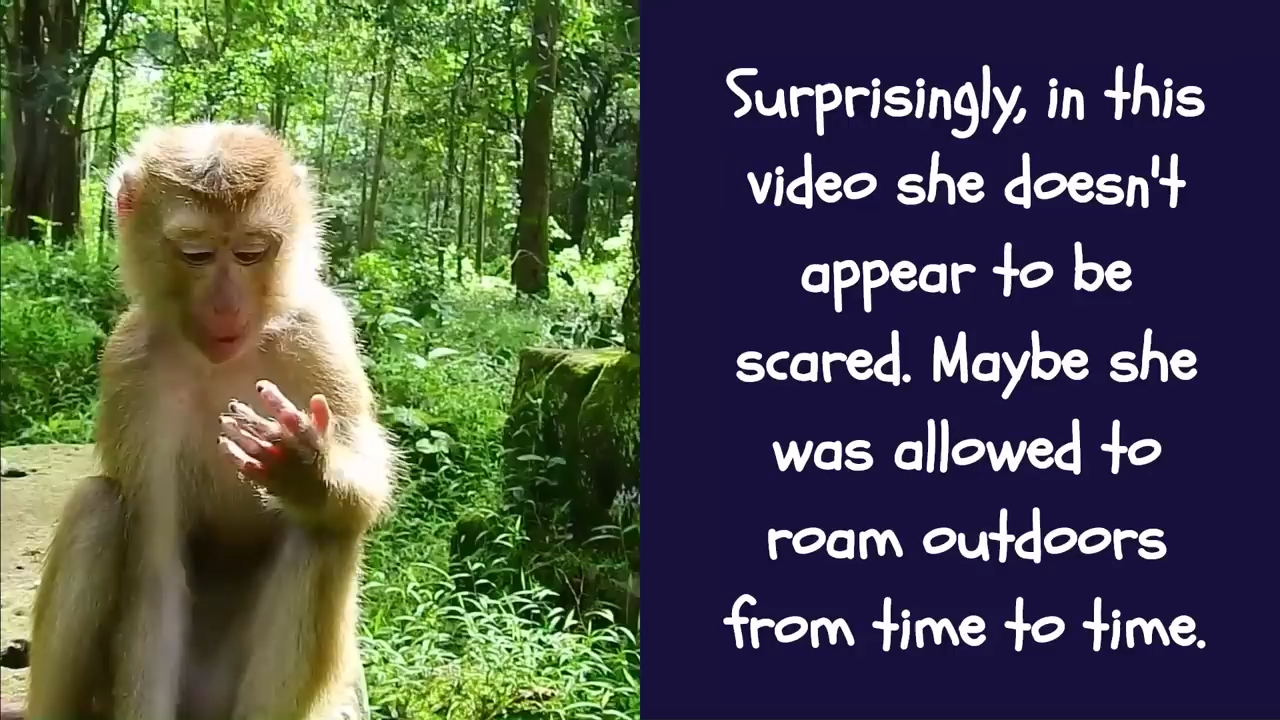 Surprisingly, in this
video she doesn't
appear to be
scared. Maybe she
was allowed to
roam outdoors
from time to time.